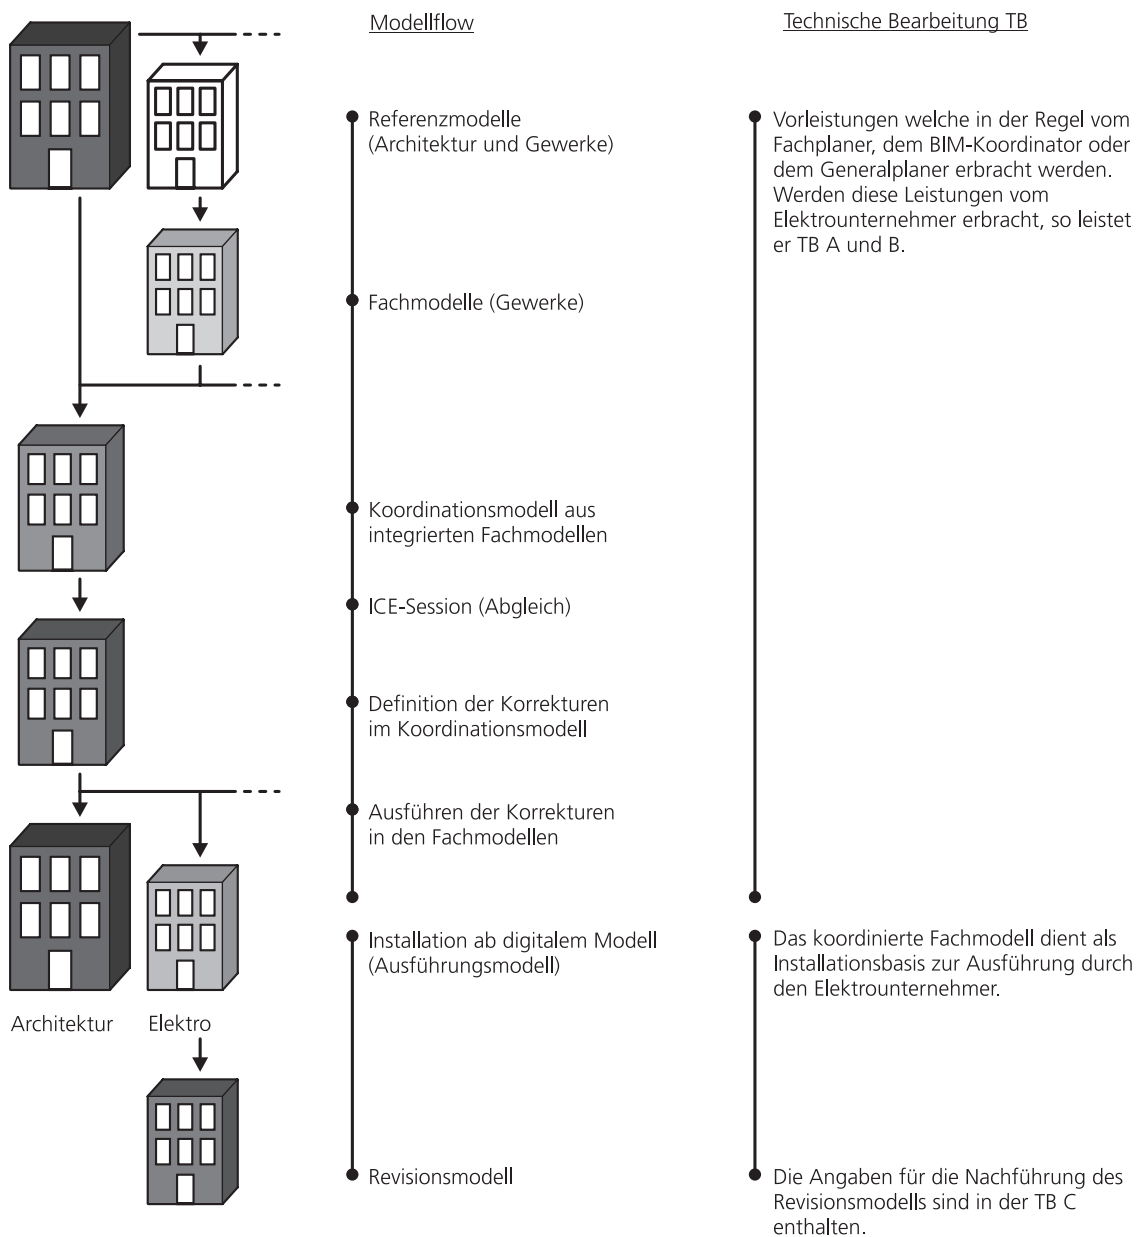 Modellflow
Technische Bearbeitung TB
Referenzmodelle
(Architektur und Gewerke)
Vorleistungen welche in der Regel vom
Fachplaner, dem BIM-Koordinator oder
dem Generalplaner erbracht werden.
Werden diese Leistungen vom
Elektrounternehmer erbracht, so leistet
er TB A und B.
Fachmodelle (Gewerke)
Koordinationsmodell aus
integrierten Fachmodellen
ICE-Session (Abgleich)
Definition der Korrekturen
im Koordinationsmodell
Ausführen der Korrekturen
in den Fachmodellen
Installation ab digitalem Modell
(Ausführungsmodell)
Das koordinierte Fachmodell dient als
Installationsbasis zur Ausführung durch
den Elektrounternehmer.
Architektur
Elektro
Revisionsmodell
Die Angaben für die Nachführung des
Revisionsmodells sind in der TB C
enthalten.